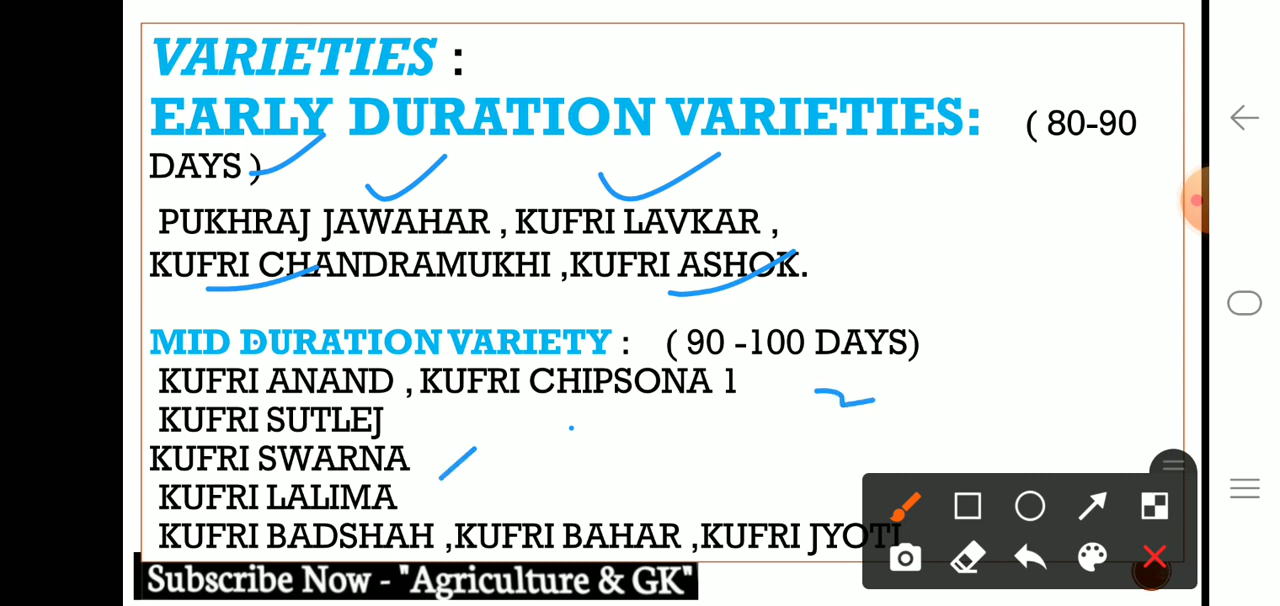 VARIETIES :
EARLY DURATION VARIETIES: ( 80-90
DAYS )
PUKHRAJ JAWAHAR , KUFRI LAVKAR ,
KUFRI CHANDRAMUKHI ,KUFRI ASHOK.
MID DURATION VARIETY : ( 90 -100 DAYS)
KUFRI ANAND , KUFRI CHIPSONA 1
KUFRI SUTLEJ
KUFRI SWARNA
KUFRI LALIMA
KUFRI BADSHAH ,KUFRI BAHAR ,KUFRI JYOTI
Subscribe Now - "Agriculture & GK"